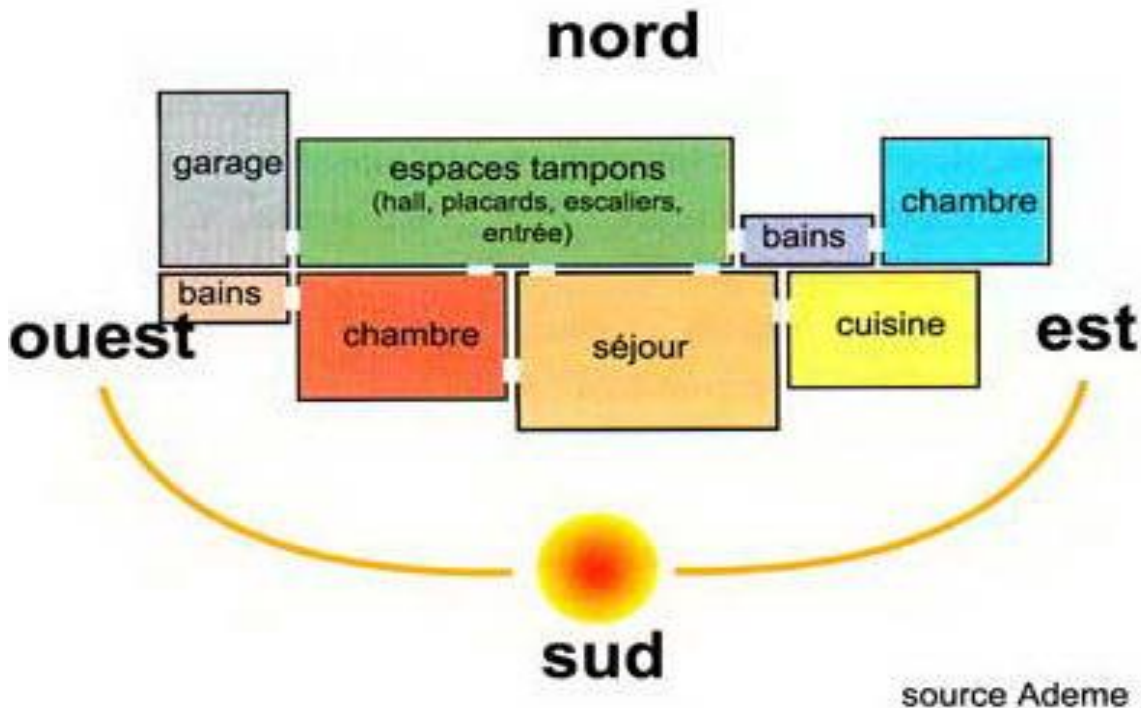 nord
garage
espaces tampons
(hall, placards, escaliers,
entrée)
bains
chambre
bains
chambre
séjour
cuisine
ouest
est
sud
source Ademe